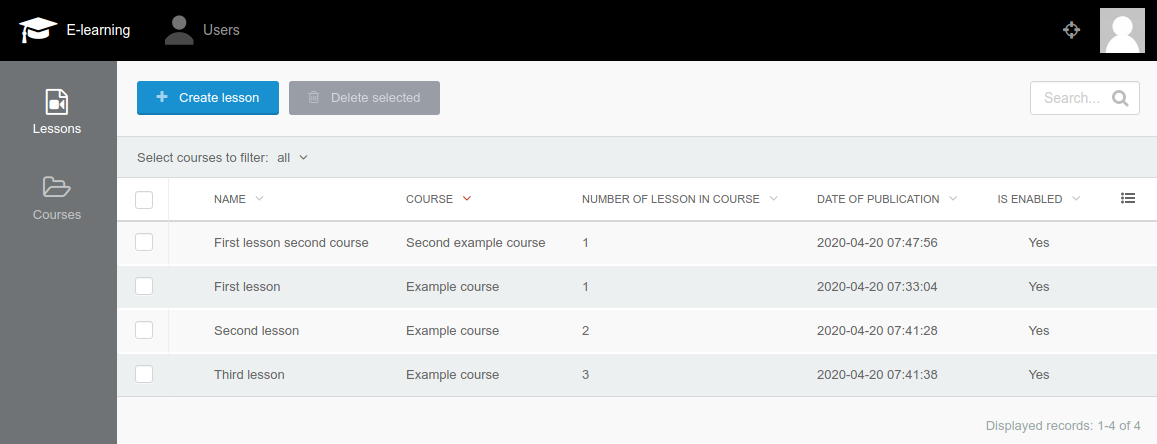 E-learning Users
Create lesson Delete selected Search...
Lessons
Select courses to filter: all
NAME COURSE NUMBER OF LESSON IN COURSE DATE OF PUBLICATION IS ENABLED
Courses
First lesson second course Second example course 1 2020-04-20 07:47:56 Yes
First lesson Example course 1 2020-04-20 07:33:04 Yes
Second lesson Example course 2 2020-04-20 07:41:28 Yes
Third lesson Example course 3 2020-04-20 07:41:38 Yes
Displayed records: 1-4 of 4